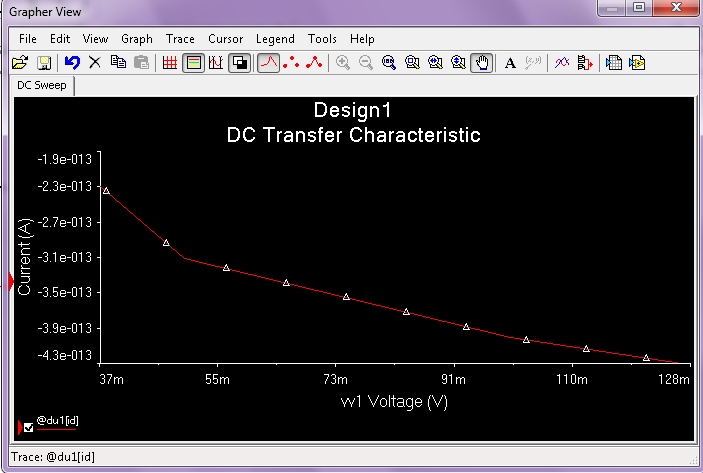 Grapher View
File Edit View Graph Trace Cursor Legend Tools Help
A (x,y)
DC Sweep
Design1
DC Transfer Characteristic
-1.9e-013
-2.3e-013
-2.7e-013
-3.1e-013
-3.5e-013
-3.9e-013
-4.3e-013
Current (A)
37m 55m 73m 91m 110m 128m
vv1 Voltage (V)
@du1[id]
Trace: @du1[id]